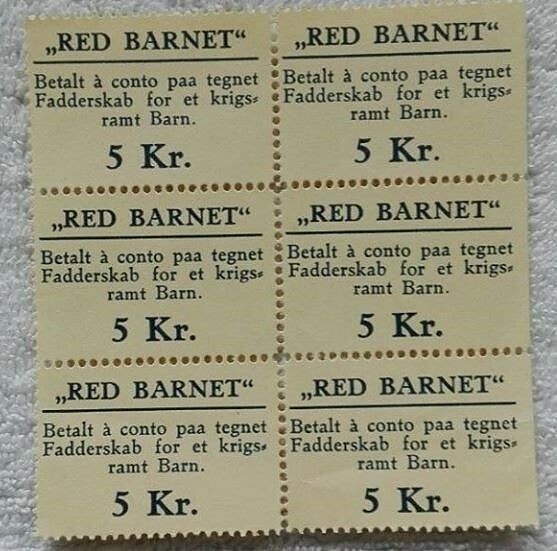 „RED BARNET“
Betalt à conto paa tegnet
Fadderskab for et krigs=
ramt Barn.
5 Kr.
„RED BARNET“
Betalt à conto paa tegnet
Fadderskab for et krigs=
ramt Barn.
5 Kr.
„RED BARNET“
Betalt à conto paa tegnet
Fadderskab for et krigs=
ramt Barn.
5 Kr.
„RED BARNET“
Betalt à conto paa tegnet
Fadderskab for et krigs=
ramt Barn.
5 Kr.
„RED BARNET“
Betalt à conto paa tegnet
Fadderskab for et krigs=
ramt Barn.
5 Kr.
„RED BARNET“
Betalt à conto paa tegnet
Fadderskab for et krigs=
ramt Barn.
5 Kr.